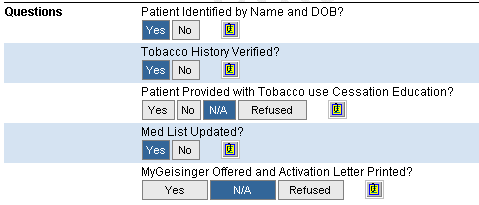 Questions Patient Identified by Name and DOB?
Yes No
Tobacco History Verified?
Yes No
Patient Provided with Tobacco use Cessation Education?
Yes No N/A Refused
Med List Updated?
Yes No
MyGeisinger Offered and Activation Letter Printed?
Yes N/A Refused